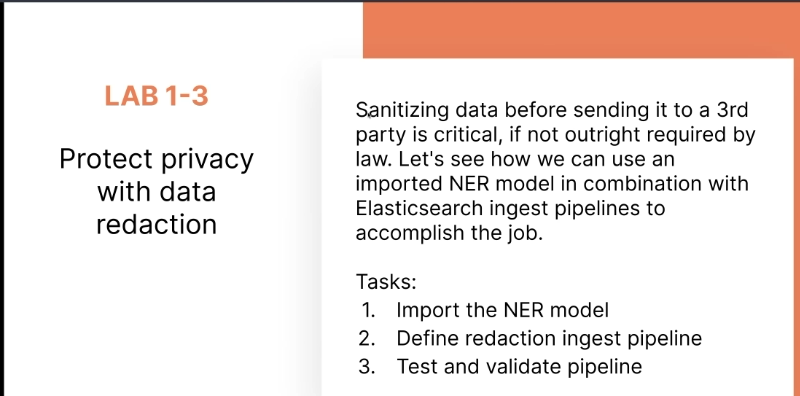 LAB 1-3
Protect privacy
with data
redaction
Sanitizing data before sending it to a 3rd
party is critical, if not outright required by
law. Let's see how we can use an
imported NER model in combination with
Elasticsearch ingest pipelines to
accomplish the job.
Tasks:
1. Import the NER model
2. Define redaction ingest pipeline
3. Test and validate pipeline